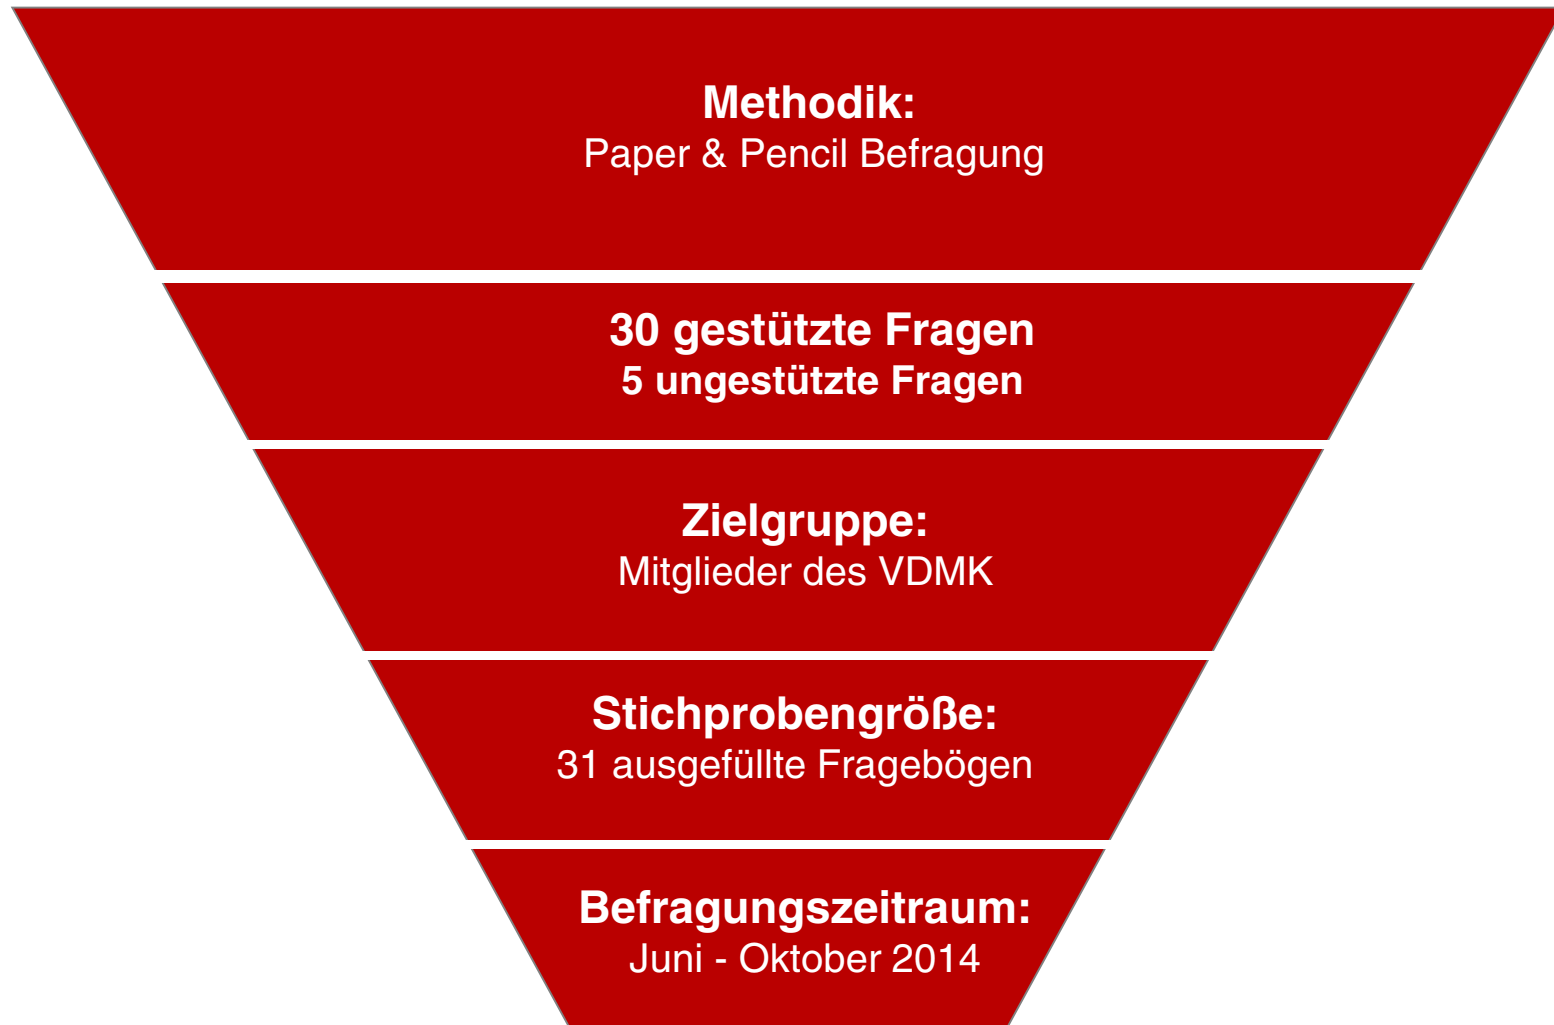 Methodik:
Paper & Pencil Befragung
30 gestützte Fragen
5 ungestützte Fragen
Zielgruppe:
Mitglieder des VDMK
Stichprobengröße:
31 ausgefüllte Fragebögen
Befragungszeitraum:
Juni - Oktober 2014